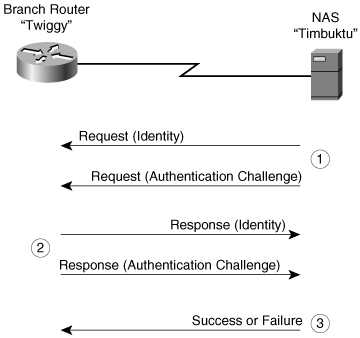 Branch Router
“Twiggy”
NAS
“Timbuktu”
Request (Identity)
1
Request (Authentication Challenge)
Response (Identity)
2
Response (Authentication Challenge)
Success or Failure
3